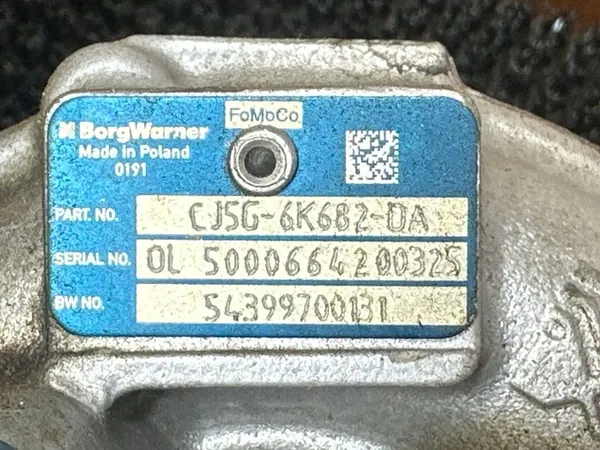 FoMoCo
BorgWarner
Made in Poland
0191
PART. NO. CJ5G-6K682-DA
SERIAL NO. OL 5000664200325
BW NO. 54399700131